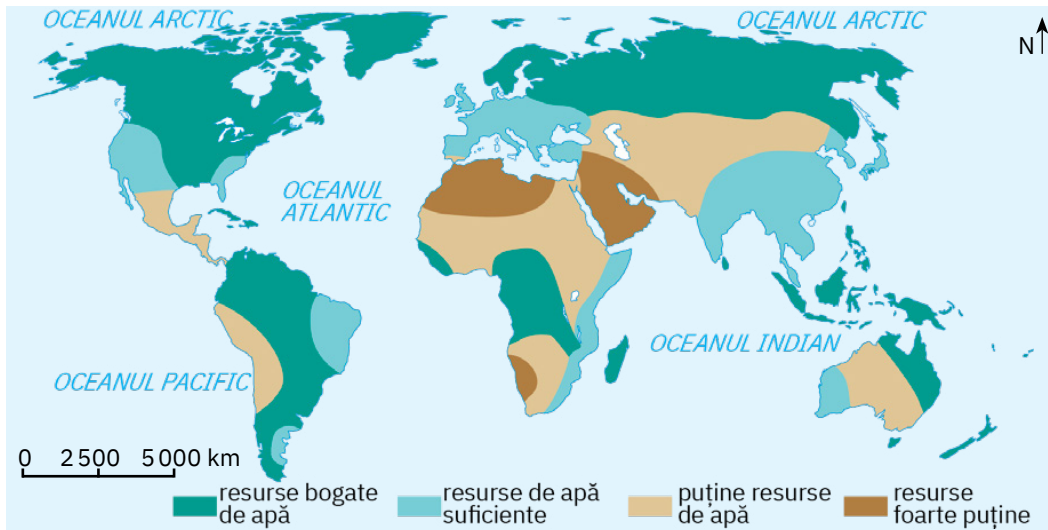 OCEANUL ARCTIC
OCEANUL ARCTIC
N
OCEANUL
ATLANTIC
OCEANUL INDIAN
OCEANUL PACIFIC
0 2 500 5 000 km
resurse bogate
de apă
resurse de apă
suficiente
puține resurse
de apă
resurse
foarte puține